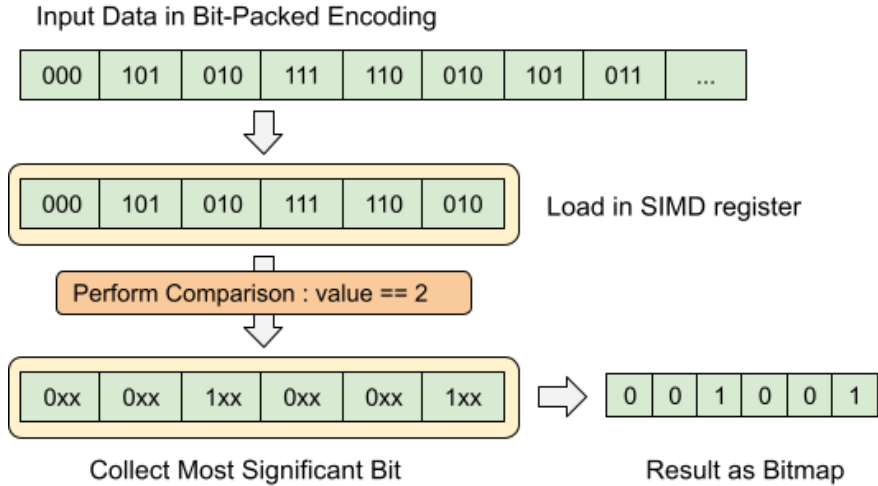 Input Data in Bit-Packed Encoding
000 101 010 111 110 010 101 011 ...
000 101 010 111 110 010
Load in SIMD register
Perform Comparison : value == 2
0xx 0xx 1xx 0xx 0xx 1xx
0 0 1 0 0 1
Collect Most Significant Bit
Result as Bitmap